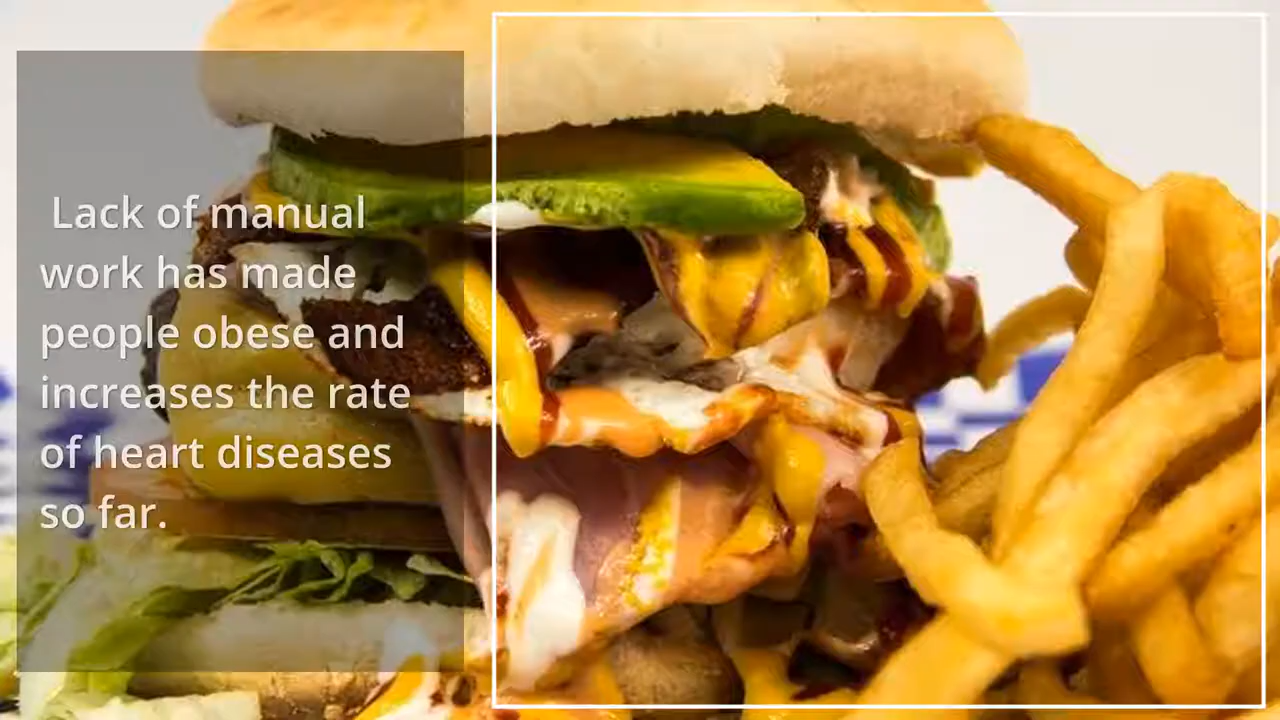 Lack of manual
work has made
people obese and
increases the rate
of heart diseases
so far.